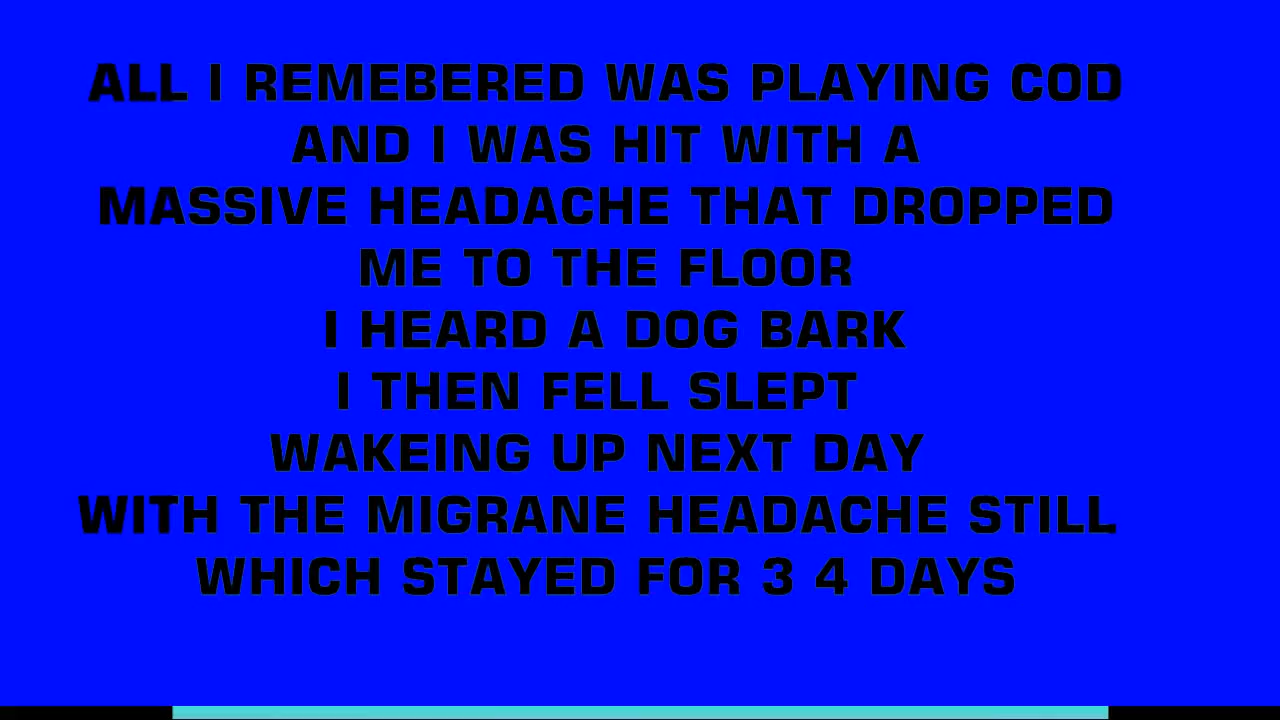 ALL I REMEBERED WAS PLAYING COD
AND I WAS HIT WITH A
MASSIVE HEADACHE THAT DROPPED
ME TO THE FLOOR
I HEARD A DOG BARK
I THEN FELL SLEPT
WAKEING UP NEXT DAY
WITH THE MIGRANE HEADACHE STILL
WHICH STAYED FOR 3 4 DAYS